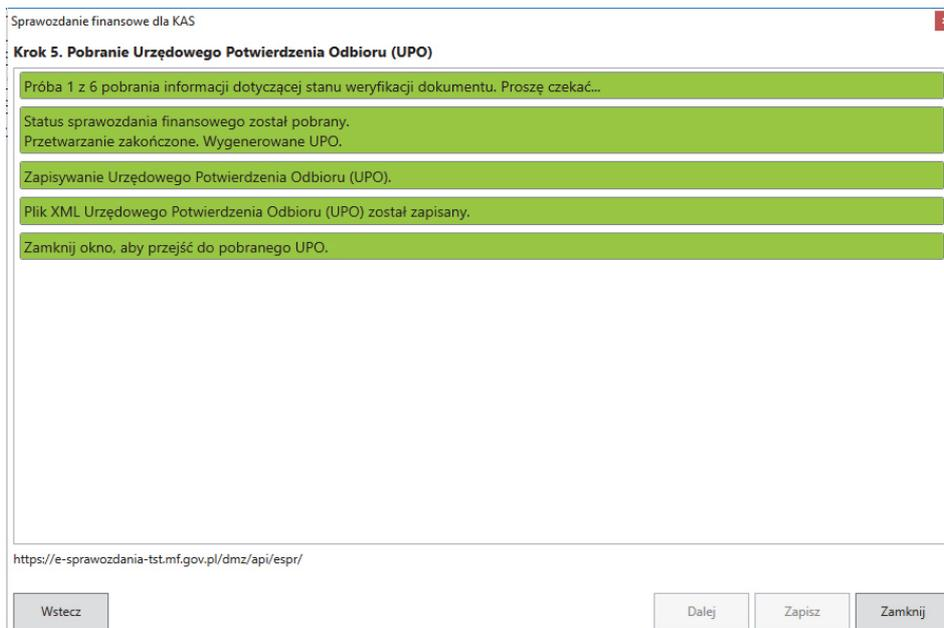 Sprawozdanie finansowe dla KAS
Krok 5. Pobranie Urzędowego Potwierdzenia Odbioru (UPO)
Próba 1 z 6 pobrania informacji dotyczącej stanu weryfikacji dokumentu. Proszę czekać...
Status sprawozdania finansowego został pobrany.
Przetwarzanie zakończone. Wygenerowane UPO.
Zapisywanie Urzędowego Potwierdzenia Odbioru (UPO).
Plik XML Urzędowego Potwierdzenia Odbioru (UPO) został zapisany.
Zamknij okno, aby przejść do pobranego UPO.
https://e-sprawozdania-tst.mf.gov.pl/dmz/api/espr/
Wstecz Dalej Zapisz Zamknij